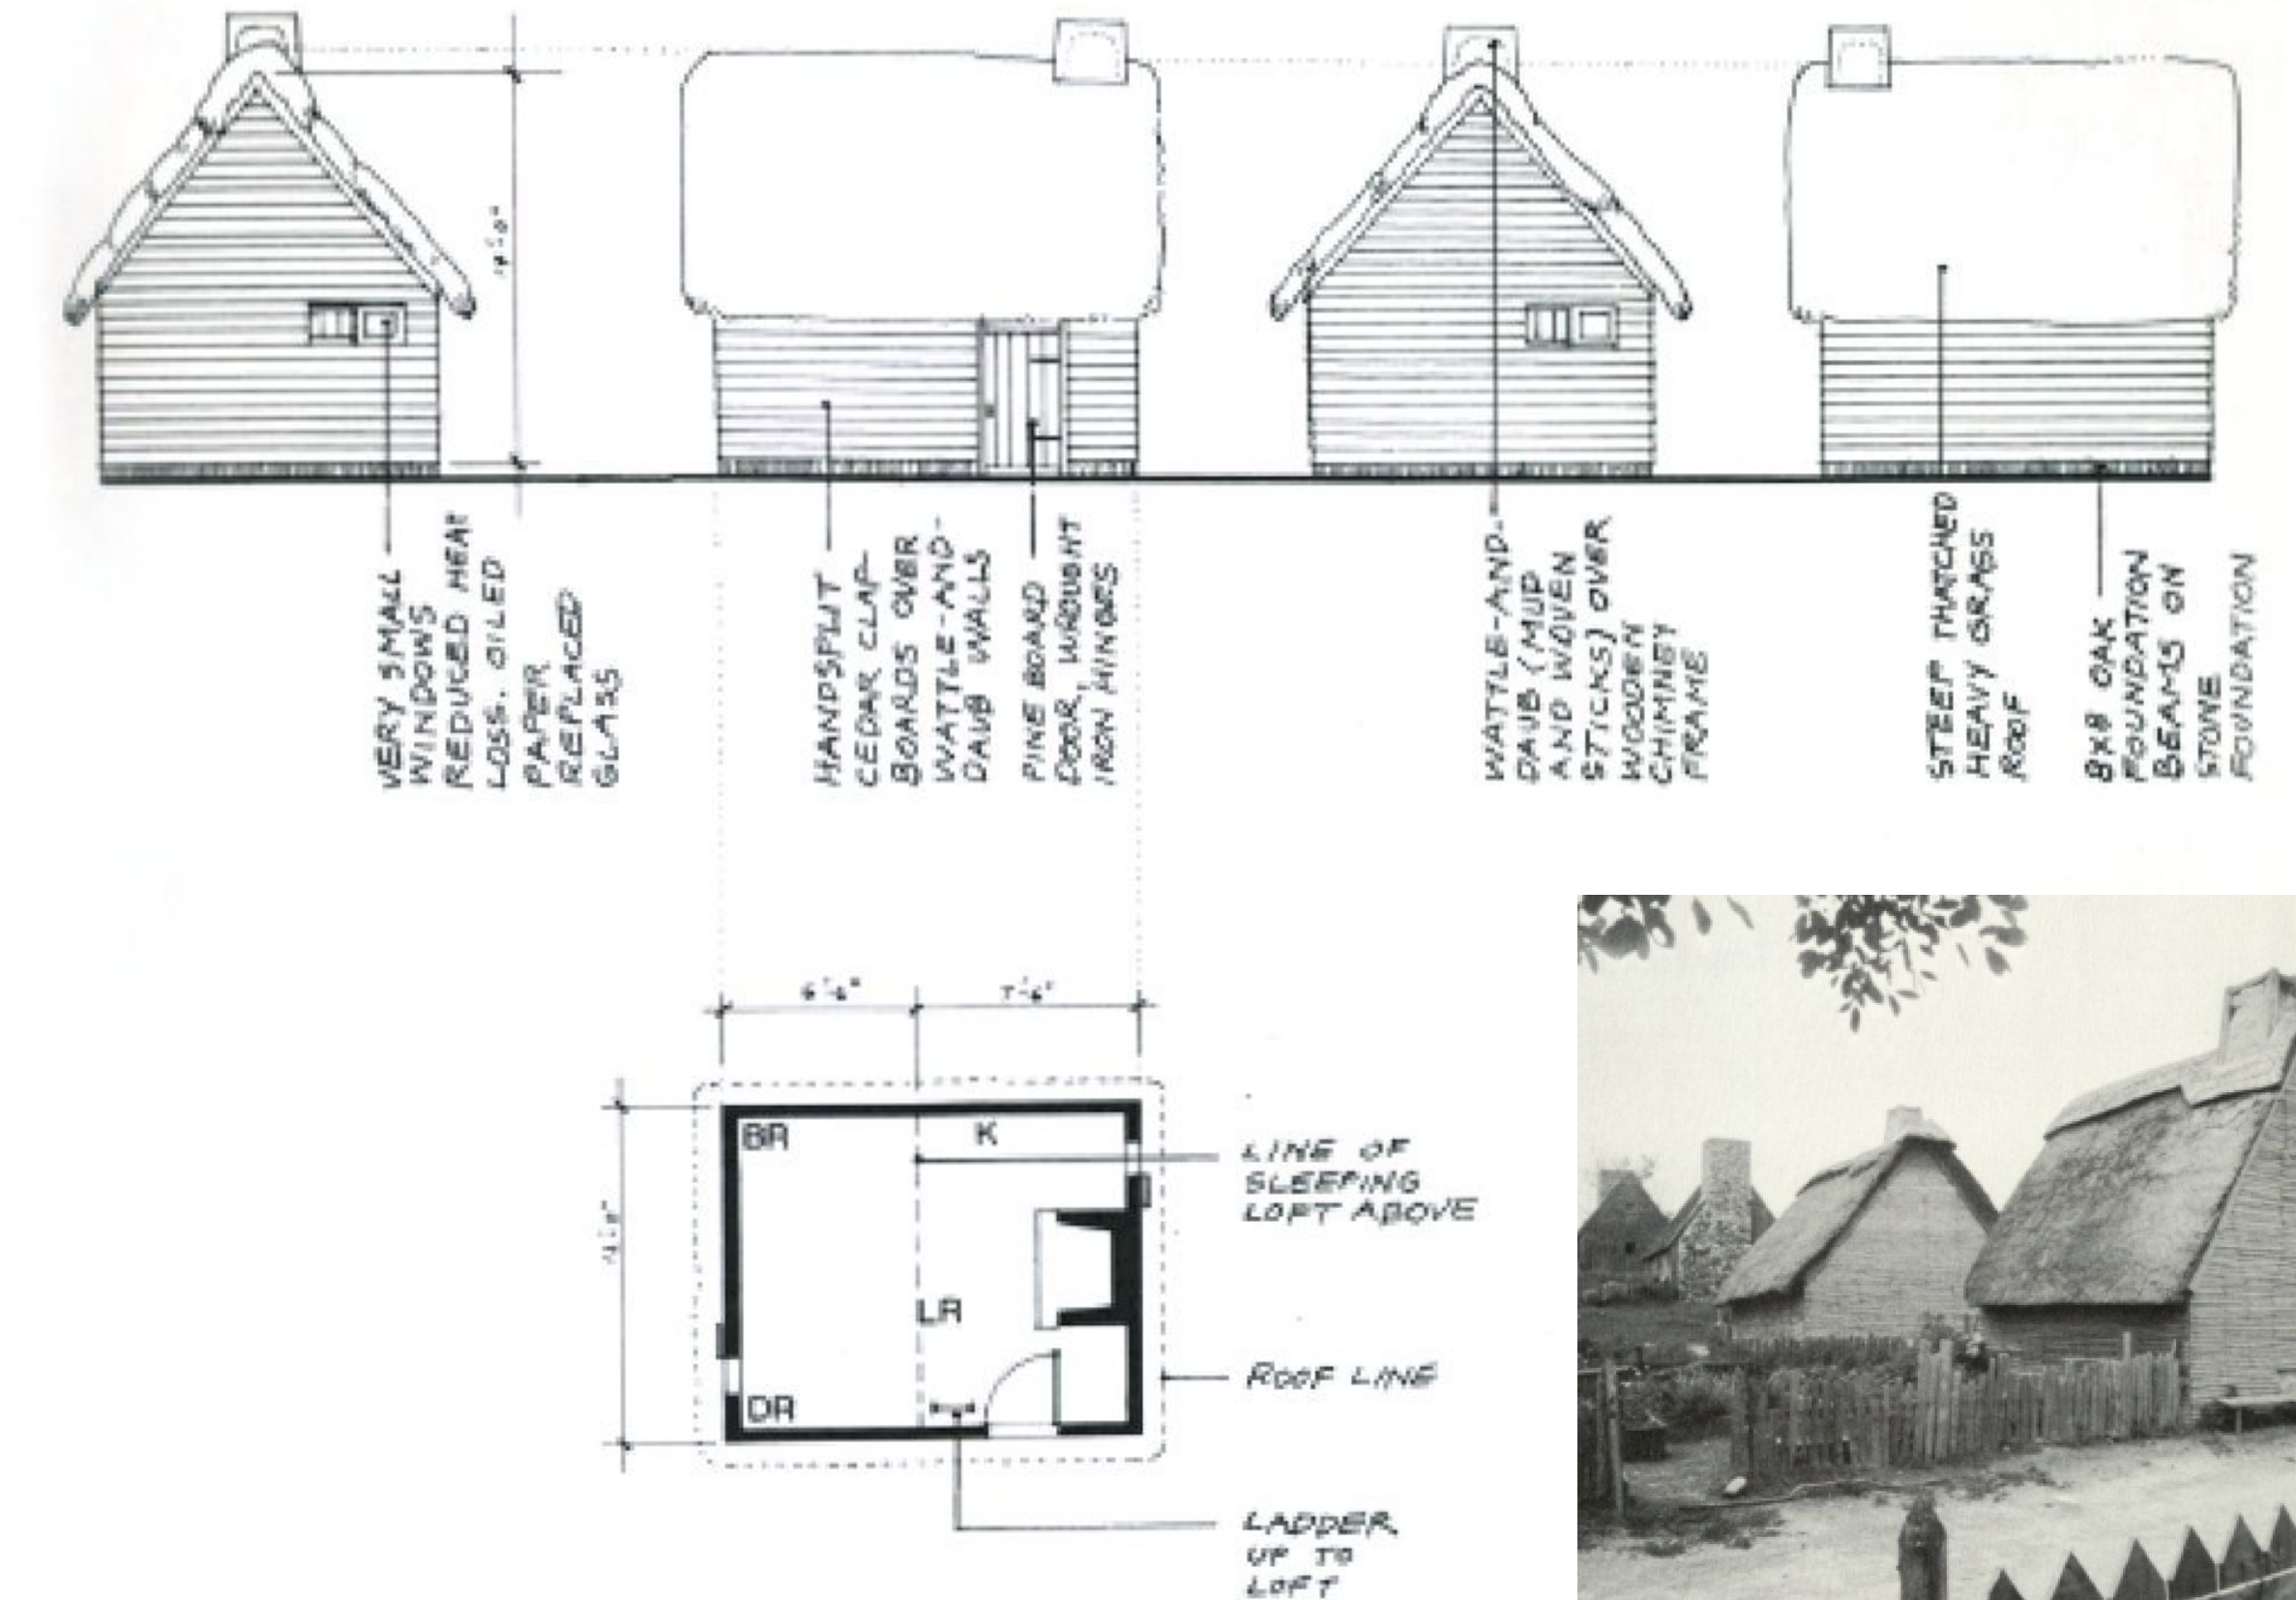 VERY SMALL
WINDOWS
REDUCED HEAT
LOSS. OILED
PAPER
REPLACED
GLASS
HANDSPLIT
CEDAR CLAP-
BOARDS OVER
WATTLE-AND-
DAUB WALLS
PINE BOARD
DOOR, WROUGHT
IRON HINGES
WATTLE-AND-
DAUB (MUD
AND WOVEN
STICKS) OVER
WOODEN
CHIMNEY
FRAME
STEEP THATCHED
HEAVY GRASS
ROOF
8x8 OAK
FOUNDATION
BEAMS ON
STONE
FOUNDATION
7'-6"
BR
K
LINE OF
SLEEPING
LOFT ABOVE
LR
ROOF LINE
DR
LADDER
UP TO
LOFT